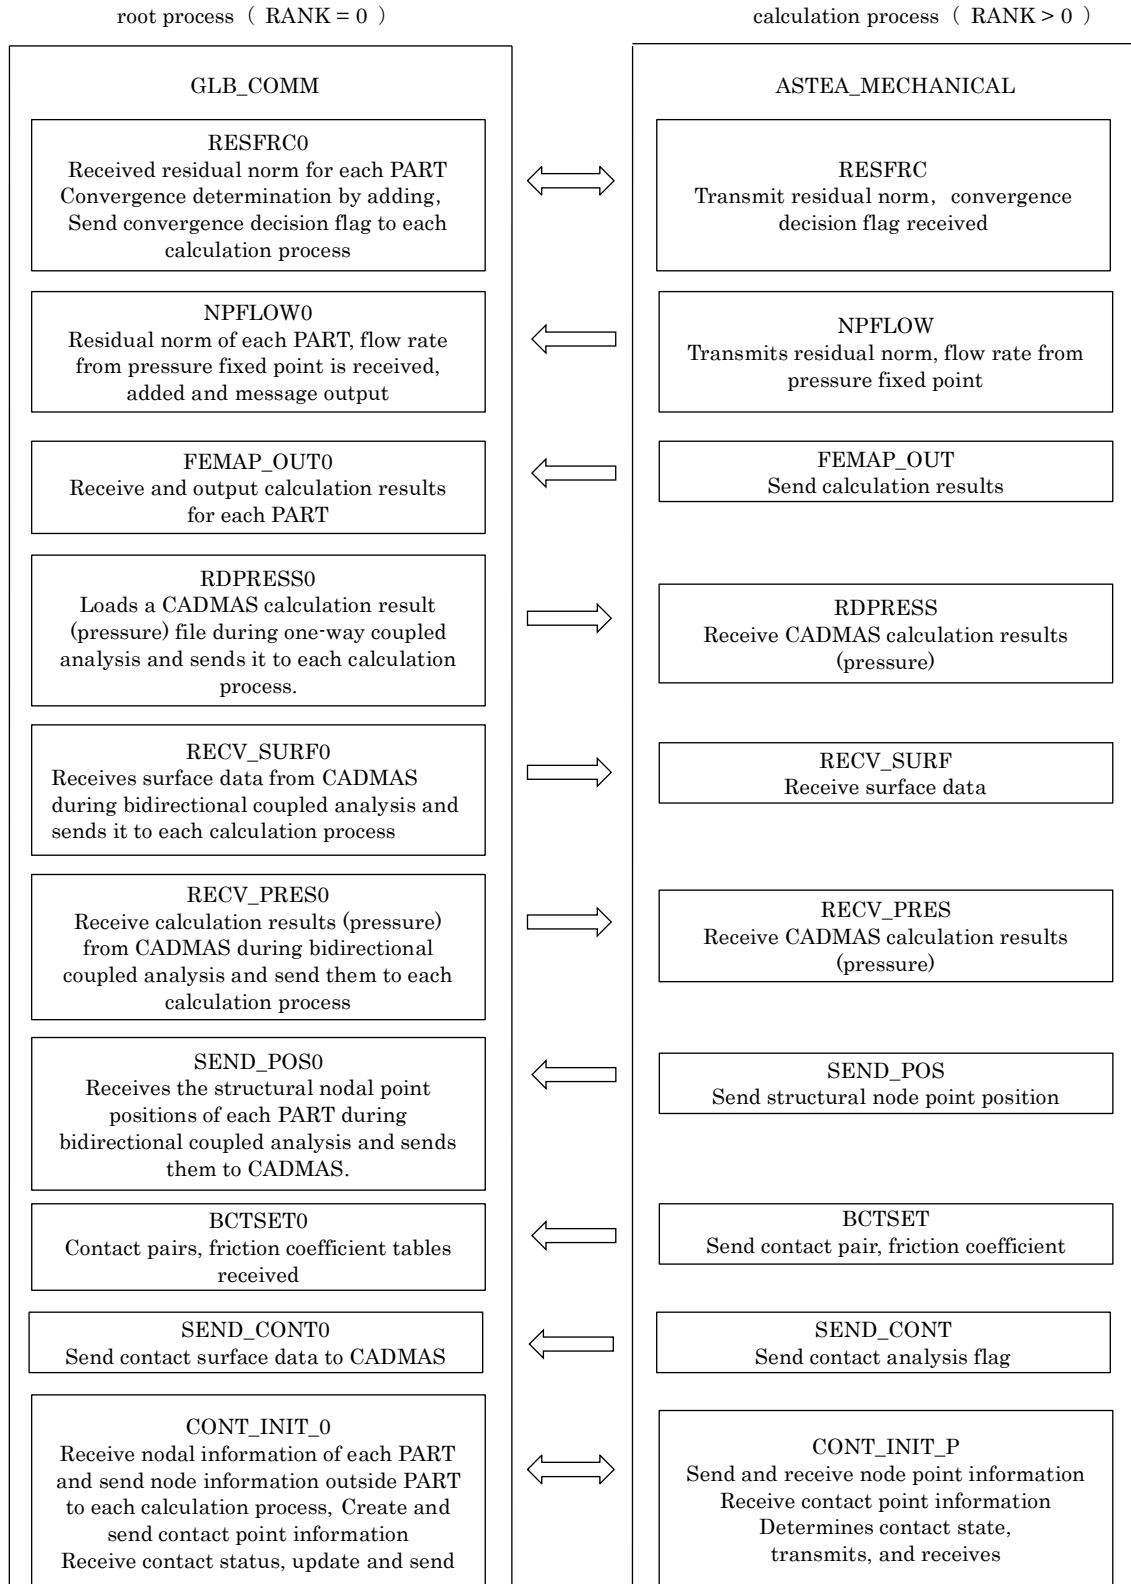 root process ( RANK = 0 )
calculation process ( RANK > 0 )
GLB_COMM
ASTEA_MECHANICAL
RESFRC0
Received residual norm for each PART
Convergence determination by adding,
Send convergence decision flag to each
calculation process
RESFRC
Transmit residual norm, convergence
decision flag received
NPFLOW0
Residual norm of each PART, flow rate
from pressure fixed point is received,
added and message output
NPFLOW
Transmits residual norm, flow rate from
pressure fixed point
FEMAP_OUT0
Receive and output calculation results
for each PART
FEMAP_OUT
Send calculation results
RDPRESS0
Loads a CADMAS calculation result
(pressure) file during one-way coupled
analysis and sends it to each calculation
process.
RDPRESS
Receive CADMAS calculation results
(pressure)
RECV_SURF0
Receives surface data from CADMAS
during bidirectional coupled analysis and
sends it to each calculation process
RECV_SURF
Receive surface data
RECV_PRES0
Receive calculation results (pressure)
from CADMAS during bidirectional
coupled analysis and send them to each
calculation process
RECV_PRES
Receive CADMAS calculation results
(pressure)
SEND_POS0
Receives the structural nodal point
positions of each PART during
bidirectional coupled analysis and sends
them to CADMAS.
SEND_POS
Send structural node point position
BCTSET0
Contact pairs, friction coefficient tables
received
BCTSET
Send contact pair, friction coefficient
SEND_CONT0
Send contact surface data to CADMAS
SEND_CONT
Send contact analysis flag
CONT_INIT_0
Receive nodal information of each PART
and send node information outside PART
to each calculation process, Create and
send contact point information
Receive contact status, update and send
CONT_INIT_P
Send and receive node point information
Receive contact point information
Determines contact state,
transmits, and receives